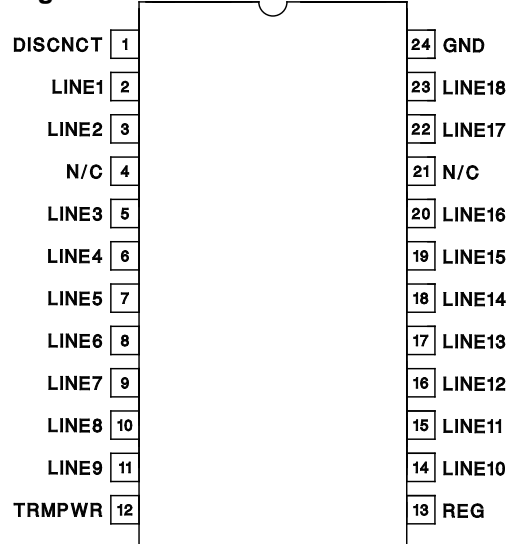 DISCNCT 1 24 GND
LINE1 2 23 LINE18
LINE2 3 22 LINE17
N/C 4 21 N/C
LINE3 5 20 LINE16
LINE4 6 19 LINE15
LINE5 7 18 LINE14
LINE6 8 17 LINE13
LINE7 9 16 LINE12
LINE8 10 15 LINE11
LINE9 11 14 LINE10
TRMPWR 12 13 REG